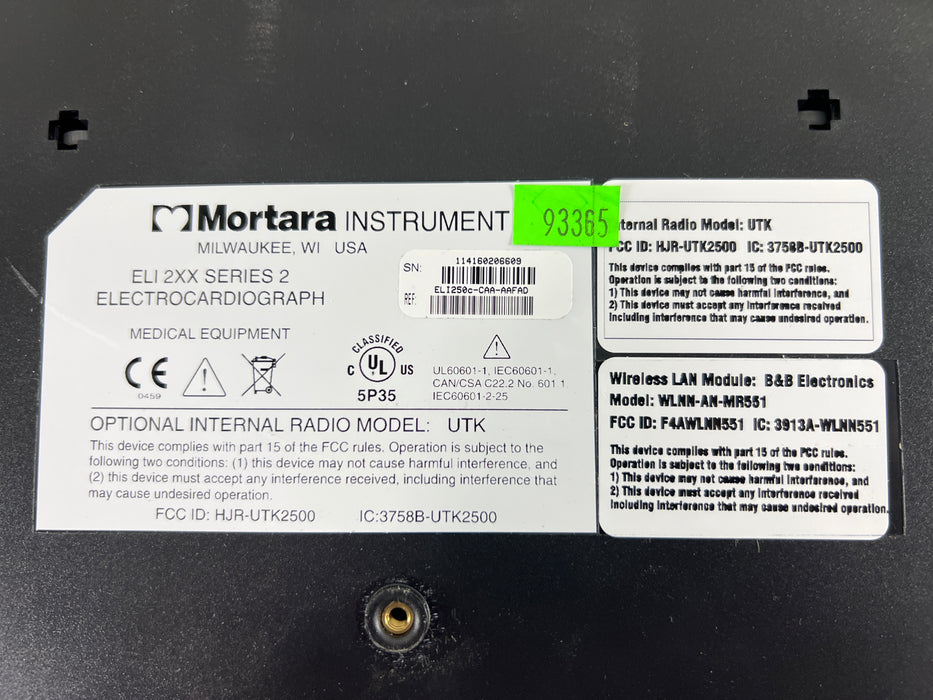 Mortara INSTRUMENT
MILWAUKEE, WI USA
ELI 2XX SERIES 2
ELECTROCARDIOGRAPH
SN: 114160206609
REF: ELI250c-CAA-AAFAD
MEDICAL EQUIPMENT
CE
0459
CLASSIFIED
C UL US
5P35
UL60601-1, IEC60601-1,
CAN/CSA C22.2 No. 601 1
IEC60601-2-25
OPTIONAL INTERNAL RADIO MODEL: UTK
This device complies with part 15 of the FCC rules. Operation is subject to the
following two conditions: (1) this device may not cause harmful interference, and
(2) this device must accept any interference received, including interference that
may cause undesired operation.
FCC ID: HJR-UTK2500 IC:3758B-UTK2500
93365
ternal Radio Model: UTK
FCC ID: HJR-UTK2500 IC: 3758B-UTK2500
This device complies with part 15 of the FCC rules.
Operation is subject to the following two conditions:
1) This device may not cause harmful interference, and
2) This device must accept any interference received
including interference that may cause undesired operation.
Wireless LAN Module: B&B Electronics
Model: WLNN-AN-MR551
FCC ID: F4AWLNN551 IC: 3913A-WLNN551
This device complies with part 15 of the FCC rules.
Operation is subject to the following two conditions:
1) This device may not cause harmful interference, and
2) This device must accept any interference received
including interference that may cause undesired operation.